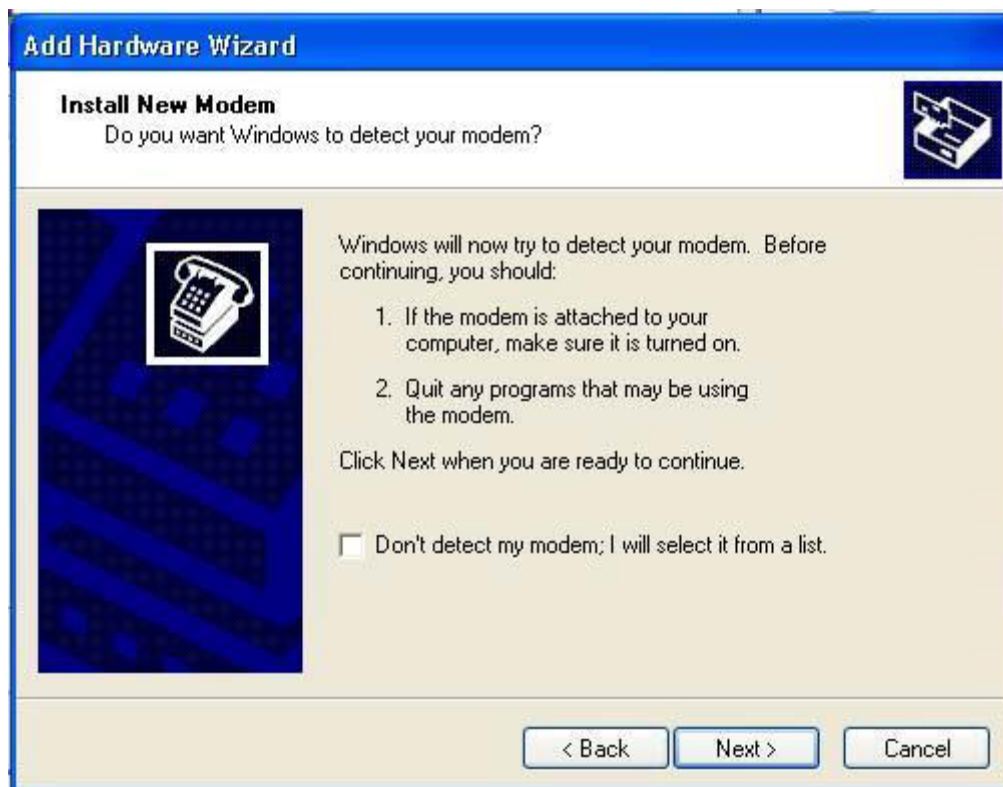 Add Hardware Wizard
Install New Modem
Do you want Windows to detect your modem?
Windows will now try to detect your modem. Before
continuing, you should:
1. If the modem is attached to your
computer, make sure it is turned on.
2. Quit any programs that may be using
the modem.
Click Next when you are ready to continue.
Don't detect my modem; I will select it from a list.
< Back Next > Cancel